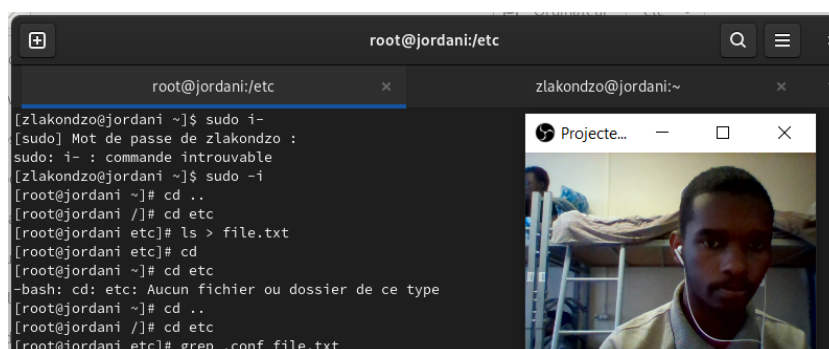 root@jordani:/etc
root@jordani:/etc
zlakondzo@jordani:~
[zlakondzo@jordani ~]$ sudo i-
[sudo] Mot de passe de zlakondzo :
sudo: i- : commande introuvable
[zlakondzo@jordani ~]$ sudo -i
[root@jordani ~]# cd ..
[root@jordani /]# cd etc
[root@jordani etc]# ls > file.txt
[root@jordani etc]# cd
[root@jordani ~]# cd etc
-bash: cd: etc: Aucun fichier ou dossier de ce type
[root@jordani ~]# cd ..
[root@jordani /]# cd etc
[root@jordani etc]# grep .conf file.txt
Projecte...